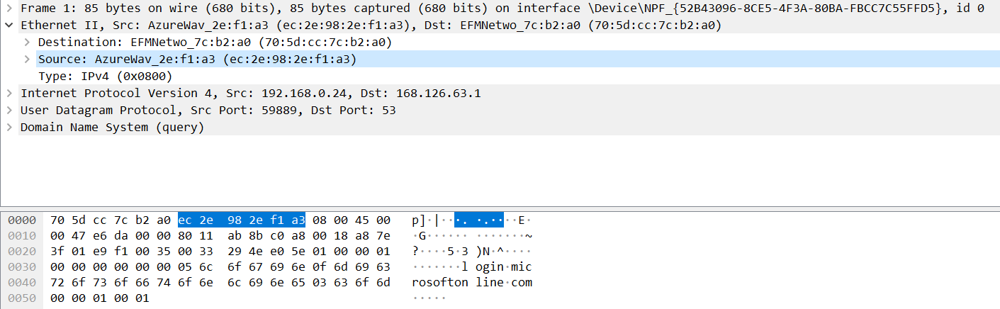 Frame 1: 85 bytes on wire (680 bits), 85 bytes captured (680 bits) on interface \Device\NPF_{52B43096-8CE5-4F3A-80BA-FBCC7C55FFD5}, id 0
Ethernet II, Src: AzureWav_2e:f1:a3 (ec:2e:98:2e:f1:a3), Dst: EFMNetwo_7c:b2:a0 (70:5d:cc:7c:b2:a0)
Destination: EFMNetwo_7c:b2:a0 (70:5d:cc:7c:b2:a0)
Source: AzureWav_2e:f1:a3 (ec:2e:98:2e:f1:a3)
Type: IPv4 (0x0800)
Internet Protocol Version 4, Src: 192.168.0.24, Dst: 168.126.63.1
User Datagram Protocol, Src Port: 59889, Dst Port: 53
Domain Name System (query)
0000 70 5d cc 7c b2 a0 ec 2e 98 2e f1 a3 08 00 45 00 p]·|···. ·.····E·
0010 00 47 e6 da 00 00 80 11 ab 8b c0 a8 00 18 a8 7e ·G······ ·······~
0020 3f 01 e9 f1 00 35 00 33 29 4e e0 5e 01 00 00 01 ?····5·3 )N·^····
0030 00 00 00 00 00 00 05 6c 6f 67 69 6e 0f 6d 69 63 ·······l ogin·mic
0040 72 6f 73 6f 66 74 6f 6e 6c 69 6e 65 03 63 6f 6d rosofton line·com
0050 00 00 01 00 01 ·····